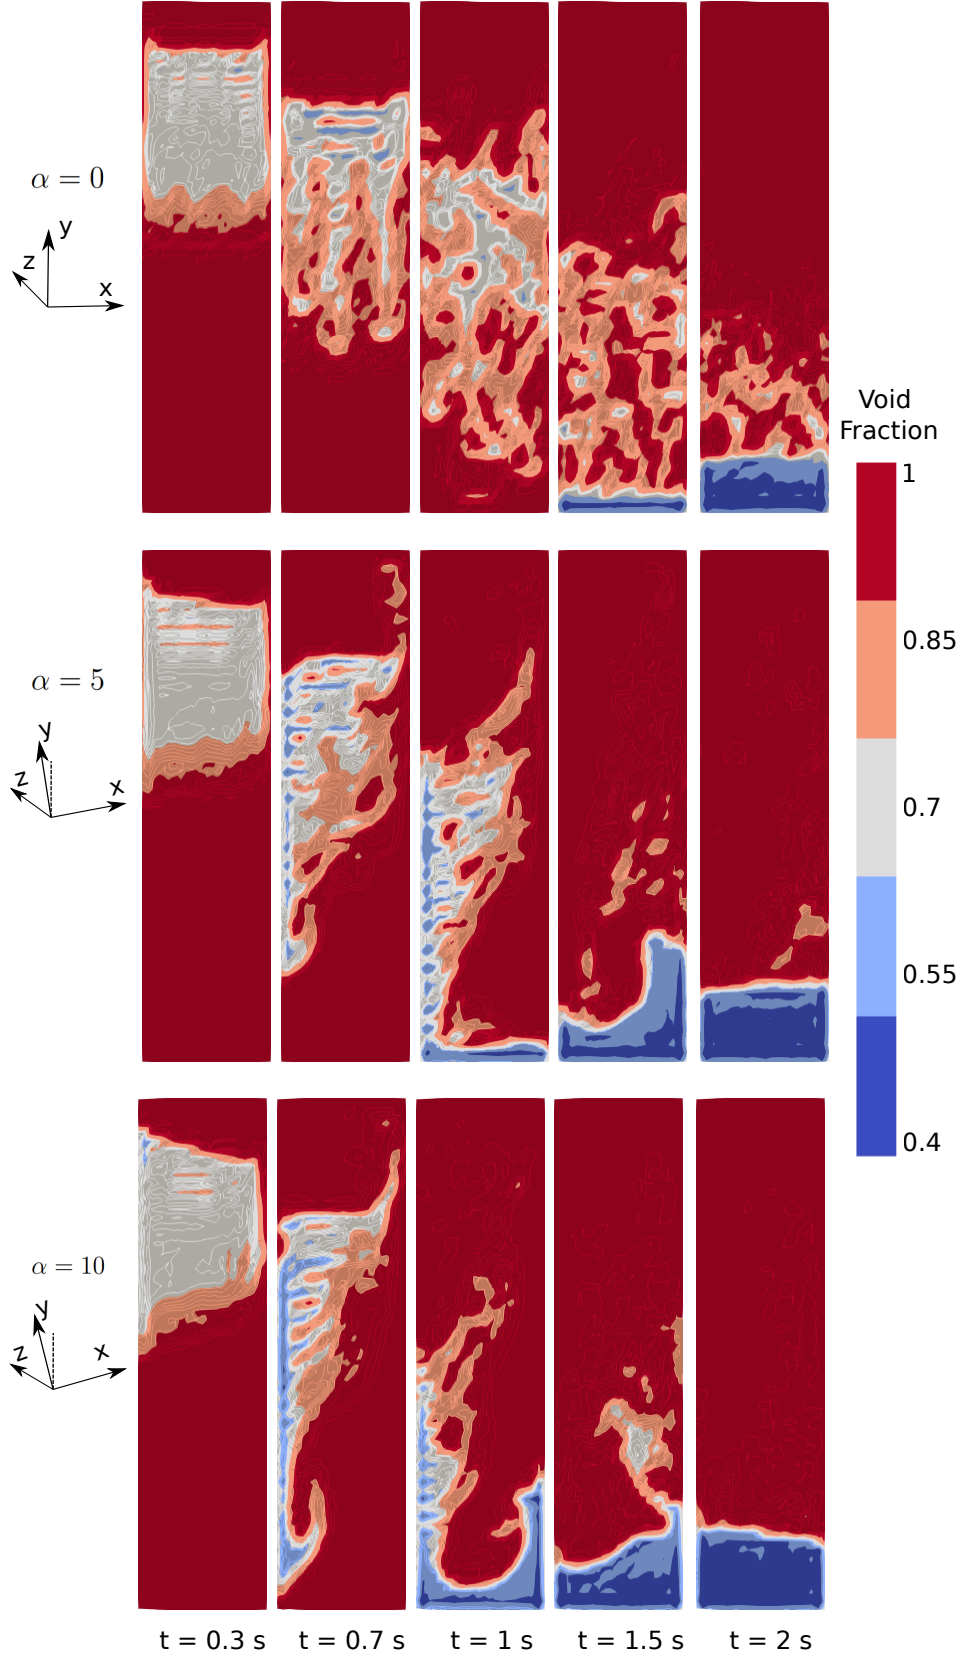 α = 0
y
z
x
Void
Fraction
1
0.85
0.7
0.55
0.4
α = 5
y
z
x
α = 10
y
z
x
t = 0.3 s
t = 0.7 s
t = 1 s
t = 1.5 s
t = 2 s